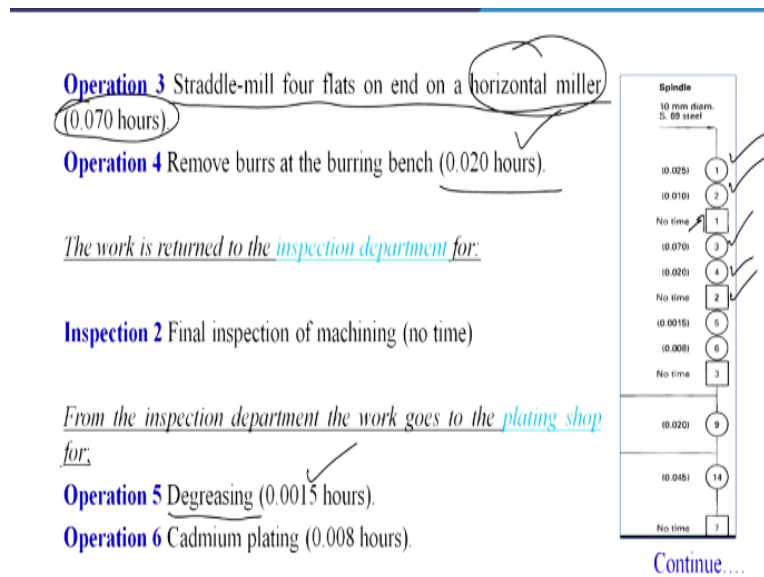 Operation 3 Straddle-mill four flats on end on a horizontal miller
(0.070 hours).
Operation 4 Remove burrs at the burring bench (0.020 hours).
The work is returned to the inspection department for:
Inspection 2 Final inspection of machining (no time)
From the inspection department the work goes to the plating shop
for;
Operation 5 Degreasing (0.0015 hours).
Operation 6 Cadmium plating (0.008 hours).
Spindle
10 mm diam.
S. 69 steel
(0.025) 1
(0.010) 2
No time 1
(0.070) 3
(0.020) 4
No time 2
(0.0015) 5
(0.008) 6
No time 3
(0.020) 9
(0.045) 14
No time 7
Continue....